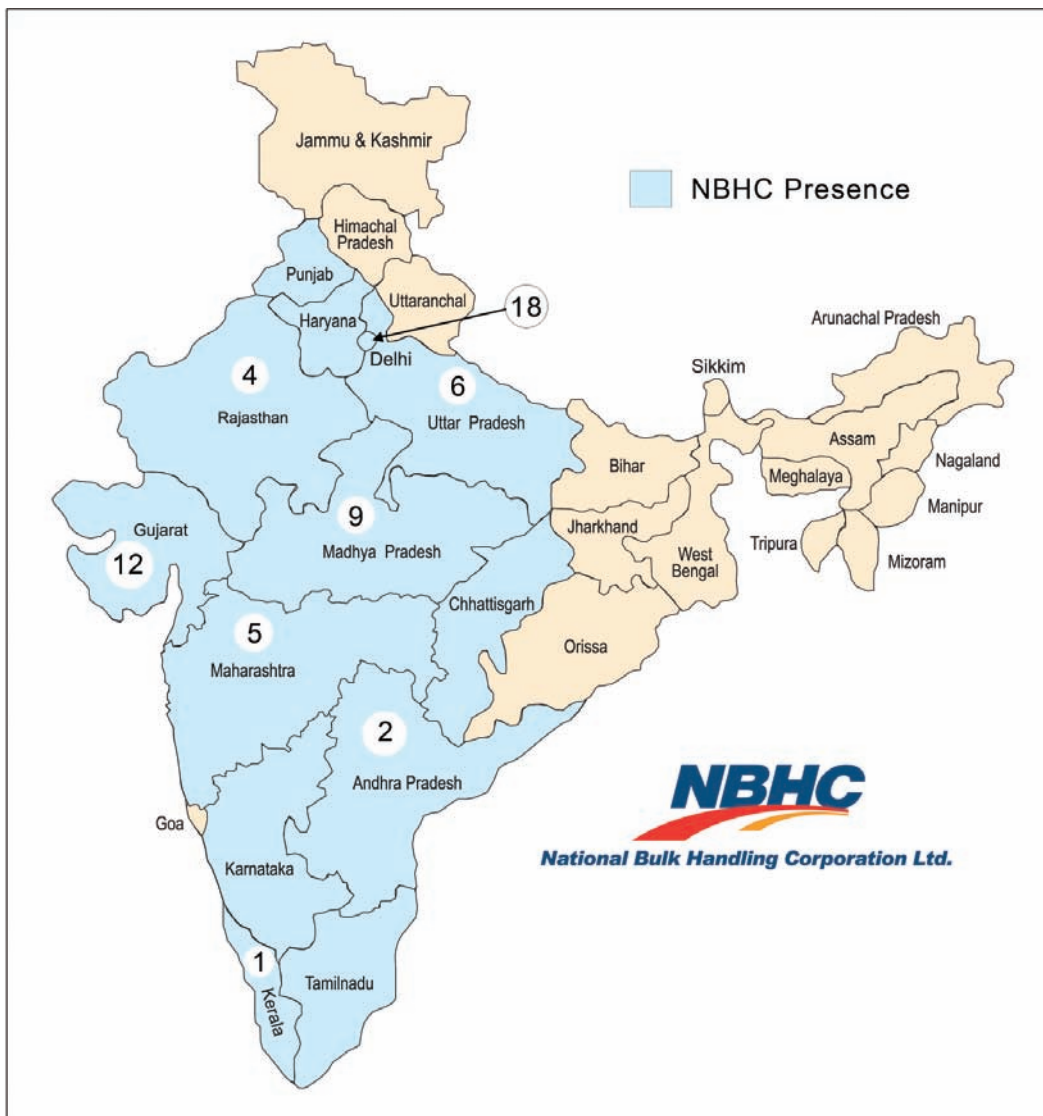 Jammu & Kashmir
NBHC Presence
Himachal
Pradesh
Punjab
Uttaranchal
Haryana
18
Delhi
Arunachal Pradesh
Sikkim
4
Rajasthan
6
Uttar Pradesh
Assam
Bihar
Nagaland
Meghalaya
Manipur
9
Madhya Pradesh
Gujarat
12
Jharkhand
West
Bengal
Tripura
Mizoram
Chhattisgarh
5
Maharashtra
Orissa
2
Andhra Pradesh
NBHC
National Bulk Handling Corporation Ltd.
Goa
Karnataka
1
Kerala
Tamilnadu